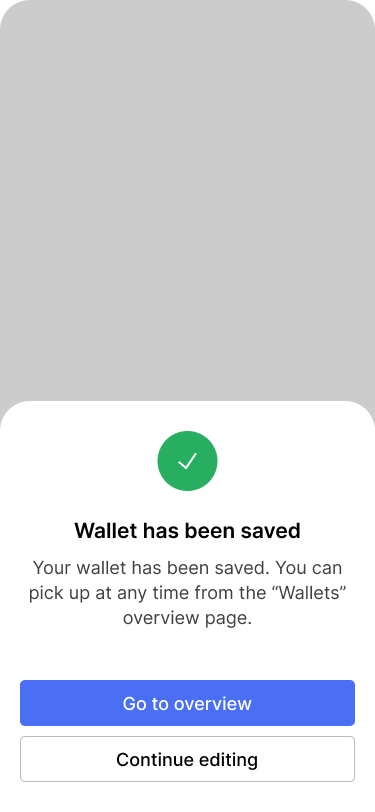 Wallet has been saved
Your wallet has been saved. You can
pick up at any time from the “Wallets”
overview page.
Go to overview
Continue editing